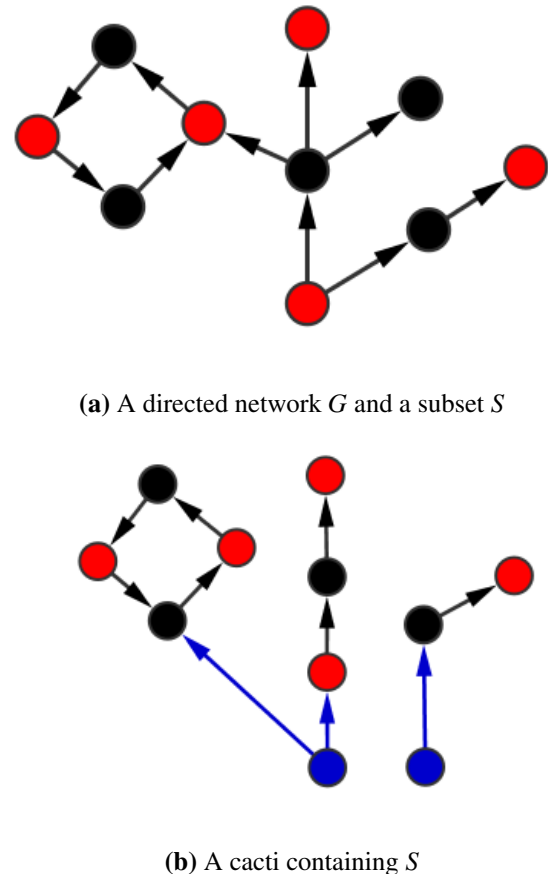 (a) A directed network G and a subset S
(b) A cacti containing S